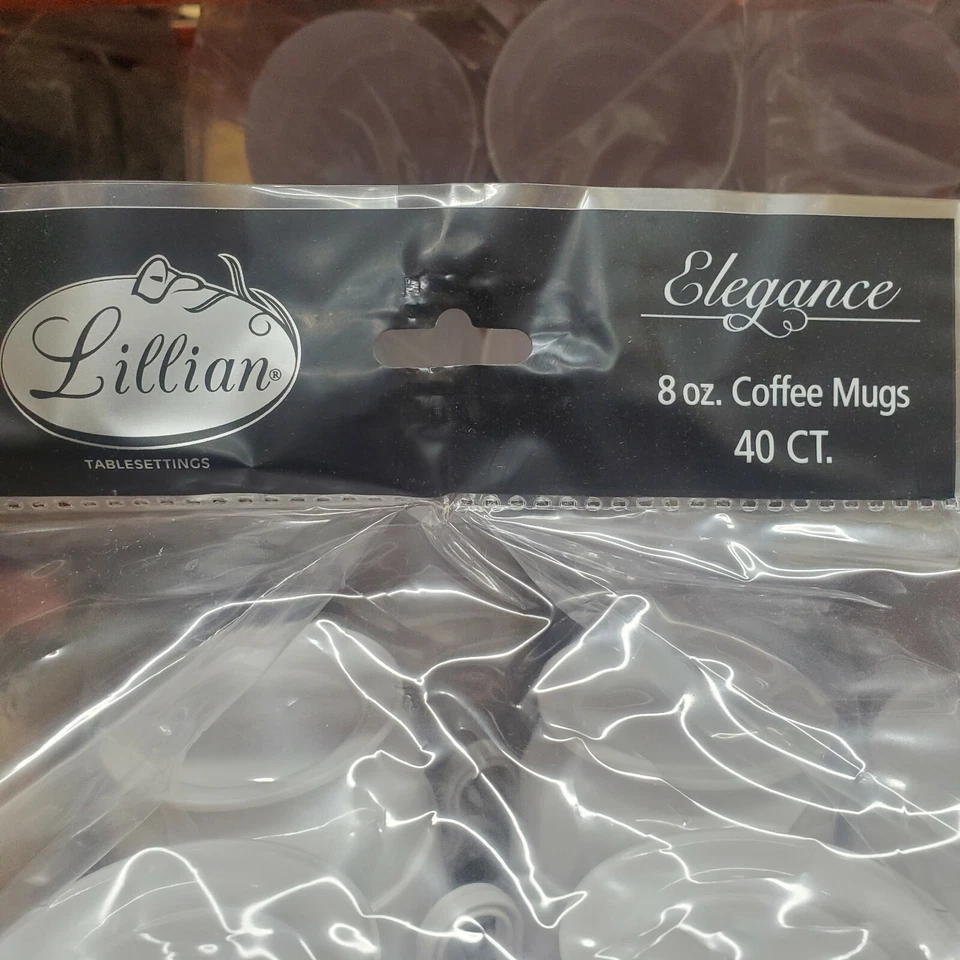 Lillian®
TABLESETTINGS
Elegance
8 oz. Coffee Mugs
40 CT.